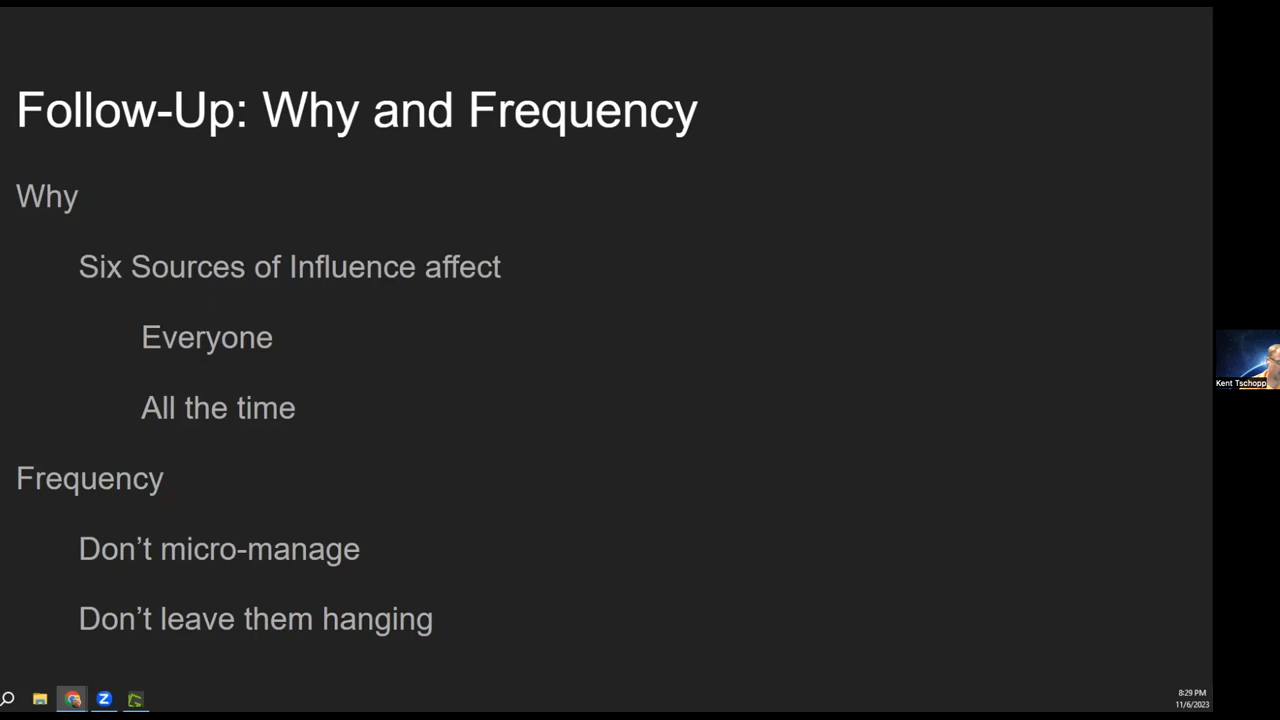 Follow-Up: Why and Frequency
Why
Six Sources of Influence affect
Everyone
All the time
Frequency
Don’t micro-manage
Don’t leave them hanging
Kent Tschopp
8:29 PM
11/6/2023